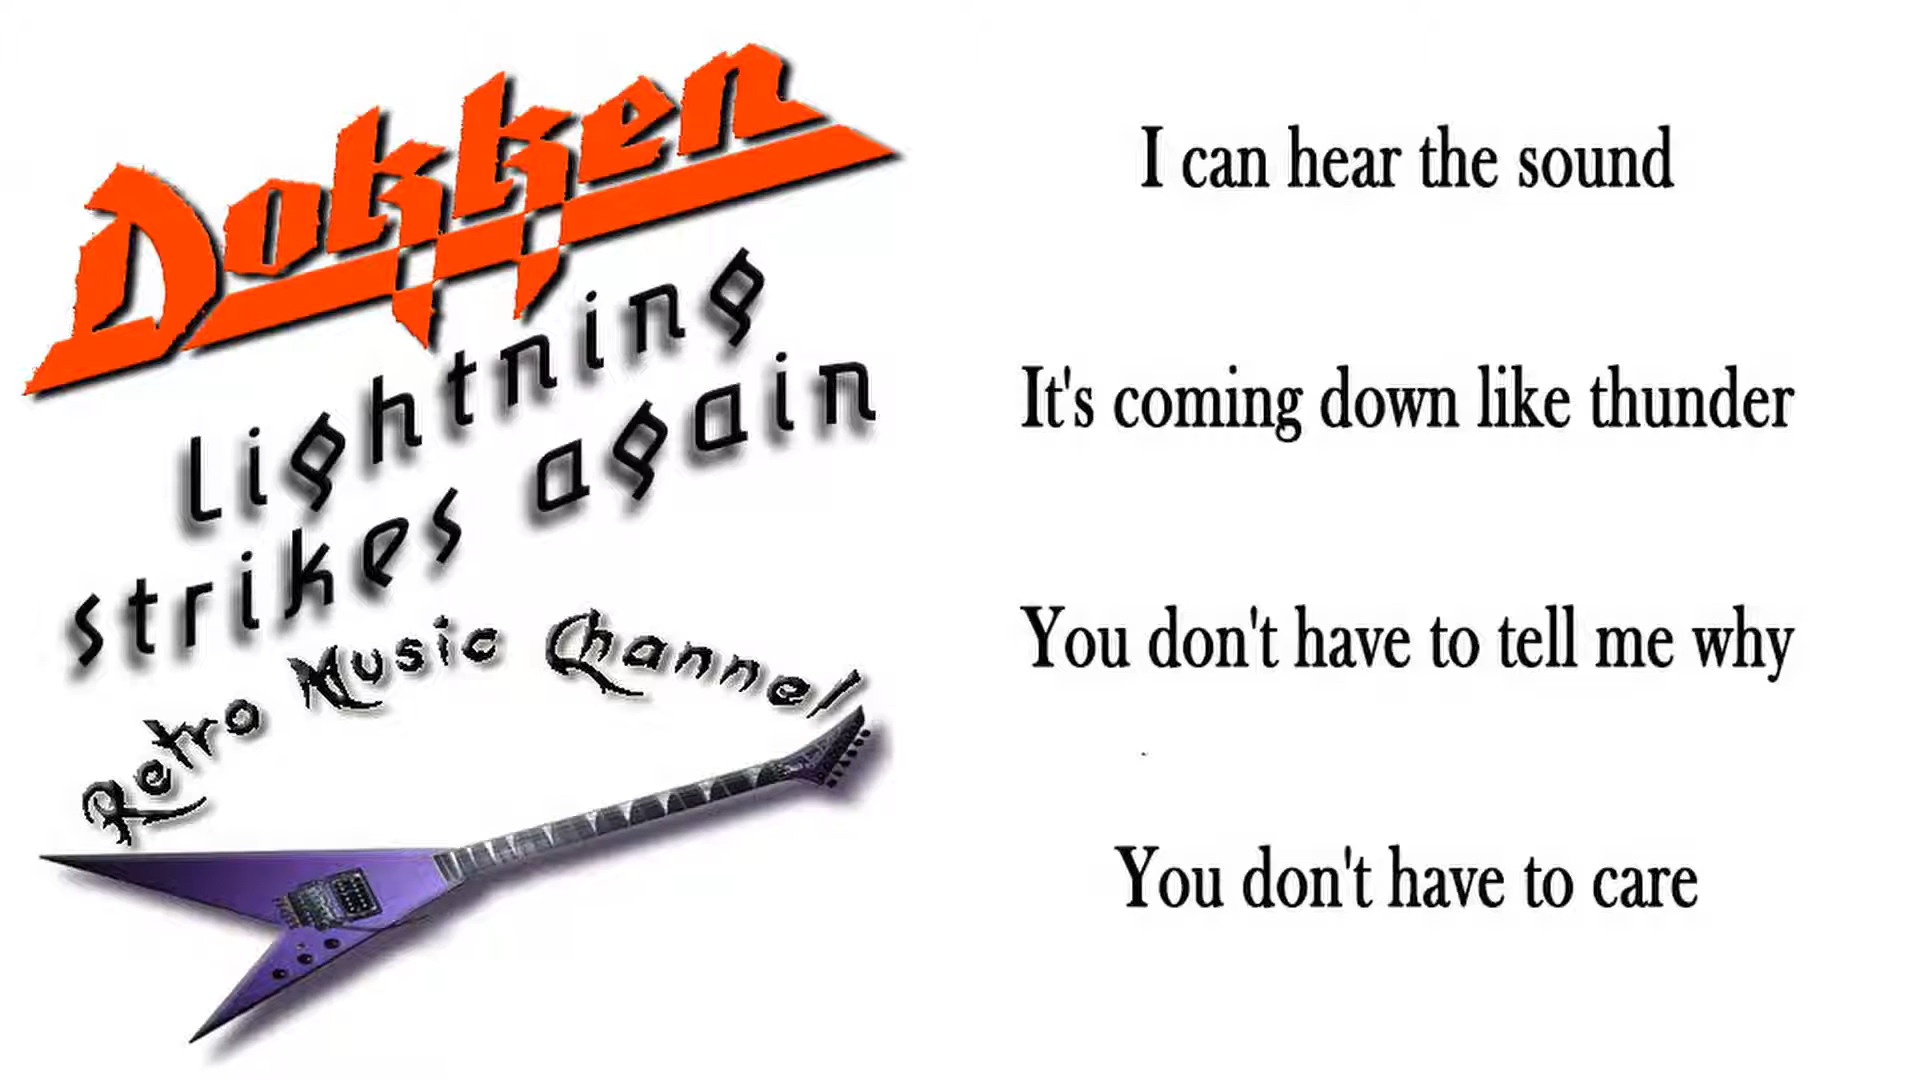 Dokken
Lightning
strikes again
Retro Music Channel
I can hear the sound
It's coming down like thunder
You don't have to tell me why
You don't have to care